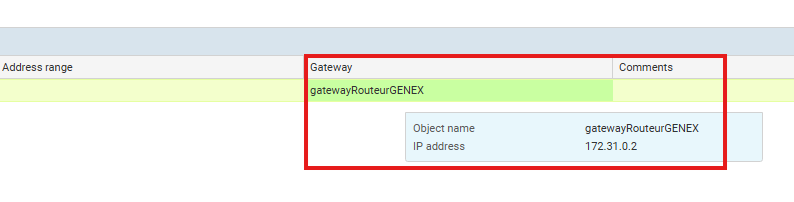 Address range Gateway Comments
gatewayRouteurGENEX
Object name gatewayRouteurGENEX
IP address 172.31.0.2